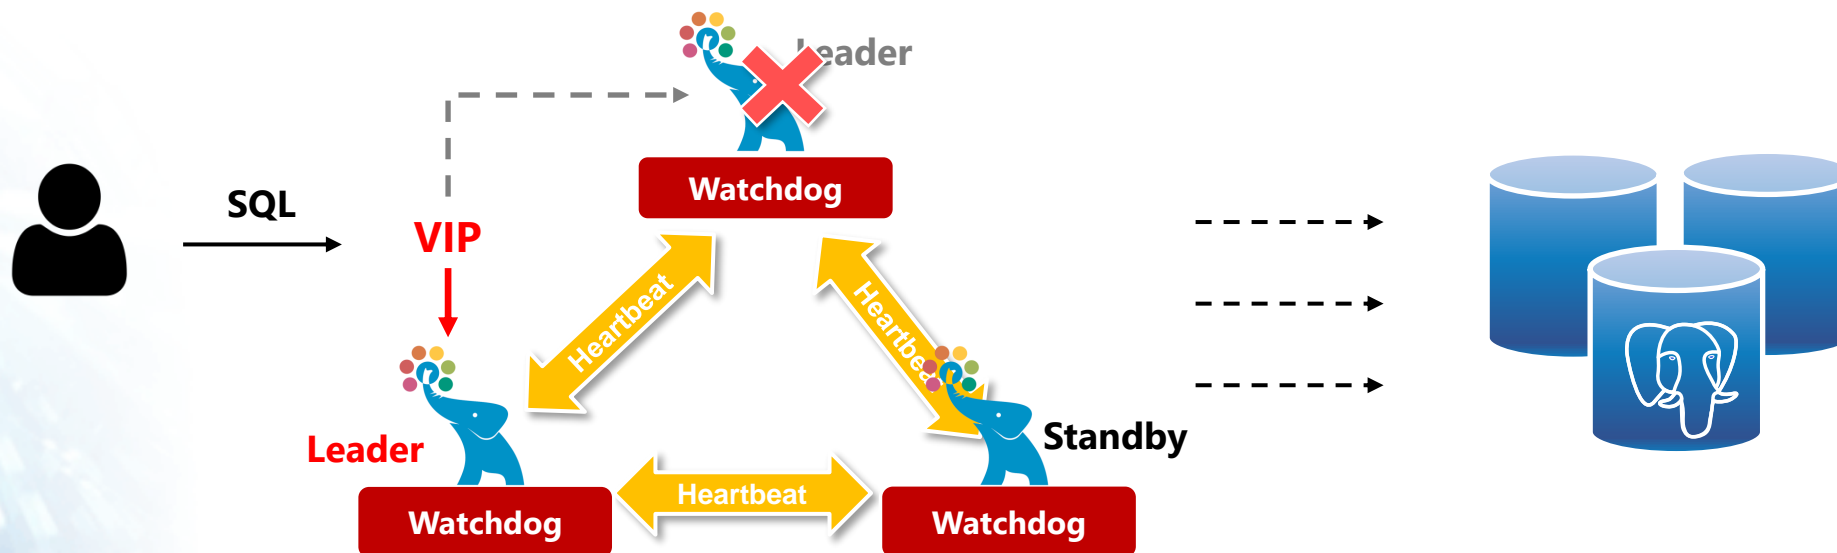 Leader
Watchdog
SQL
VIP
Heartbeat
Heartbeat
Leader
Standby
Heartbeat
Watchdog
Watchdog